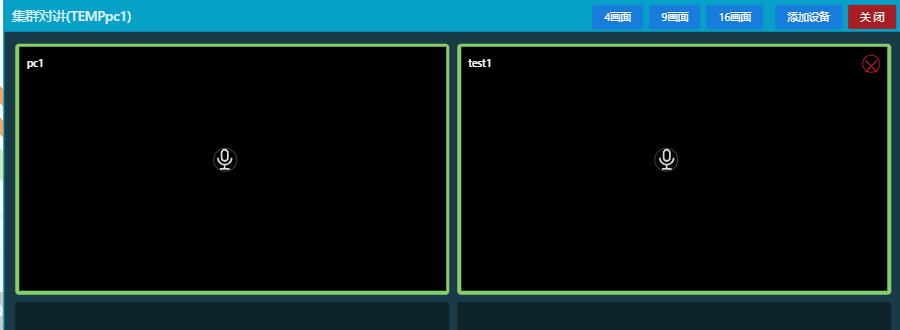 集群对讲(TEMPpc1)
4画面 9画面 16画面 添加设备 关 闭
pc1
test1